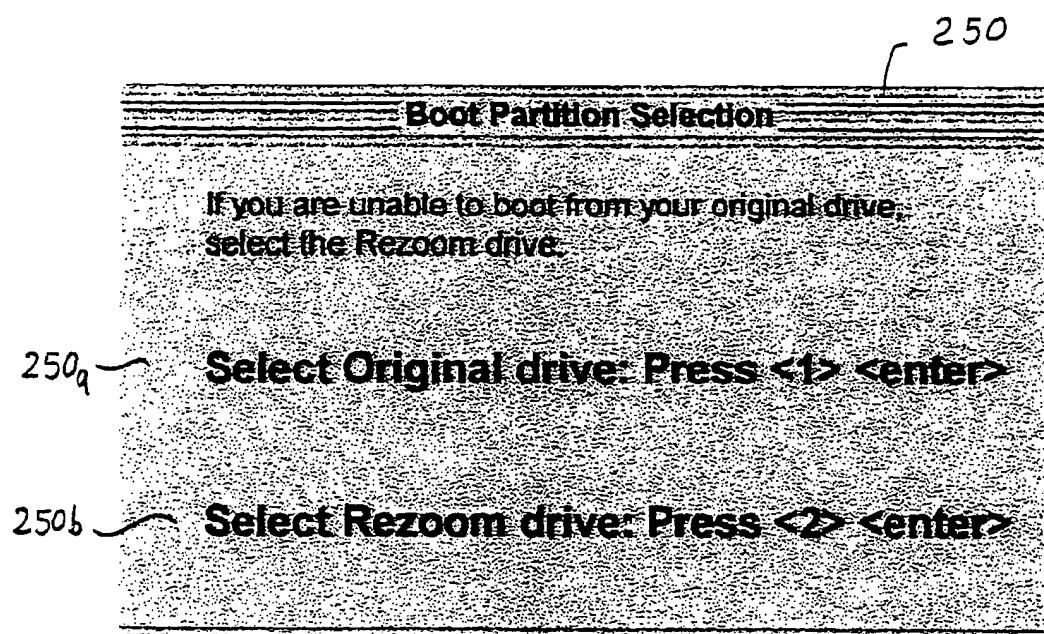 250
Boot Partition Selection
If you are unable to boot from your original drive,
select the Rezoom drive.
250a
Select Original drive: Press <1> <enter>
250b
Select Rezoom drive: Press <2> <enter>